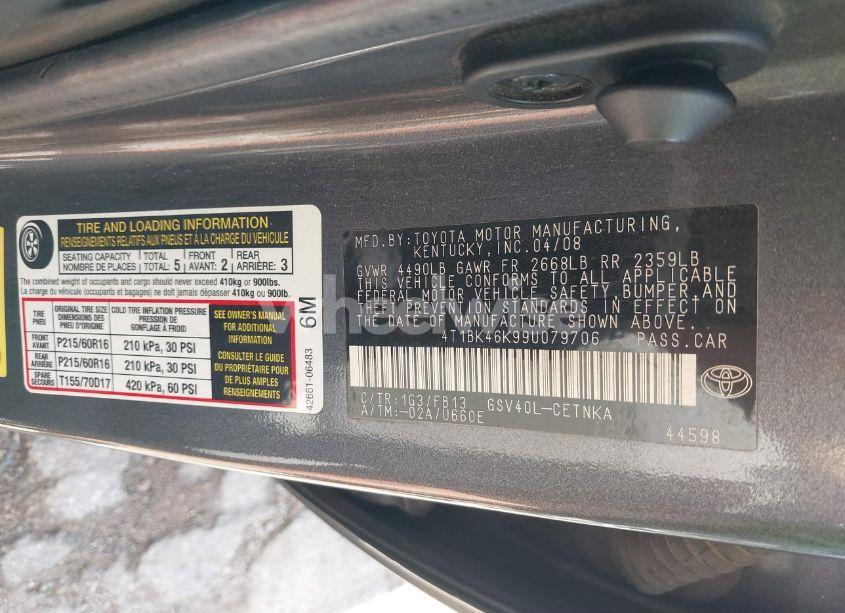 TIRE AND LOADING INFORMATION
RENSEIGNEMENTS RELATIFS AUX PNEUS ET À LA CHARGE DU VÉHICULE
SEATING CAPACITY
NOMBRE DE PLACES
TOTAL
TOTAL: 5
FRONT
AVANT: 2
REAR
ARRIÈRE: 3
The combined weight of occupants and cargo should never exceed 410kg or 900lbs.
La charge du véhicule (occupants et bagages) ne doit jamais dépasser 410kg ou 900lb.
TIRE
PNEU
ORIGINAL TIRE SIZE
DIMENSIONS DES
PNEU D'ORIGINE
COLD TIRE INFLATION PRESSURE
PRESSION DE
GONFLAGE À FROID
FRONT
AVANT
P215/60R16
210 kPa, 30 PSI
REAR
ARRIÈRE
P215/60R16
210 kPa, 30 PSI
SPARE
SECOURS
T155/70D17
420 kPa, 60 PSI
SEE OWNER'S MANUAL
FOR ADDITIONAL
INFORMATION
CONSULTER LE GUIDE
DU PROPRIÉTAIRE POUR
DE PLUS AMPLES
RENSEIGNEMENTS
42661-06483 6M
MFD.BY:TOYOTA MOTOR MANUFACTURING,
KENTUCKY, INC.04/08
GVWR 4490LB GAWR FR 2668LB RR 2359LB
THIS VEHICLE CONFORMS TO ALL APPLICABLE
FEDERAL MOTOR VEHICLE SAFETY, BUMPER AND
THEFT PREVENTION STANDARDS IN EFFECT ON
THE DATE OF MANUFACTURE SHOWN ABOVE.
4T1BK46K99U079706 PASS.CAR
C/TR:1G3/FB13 GSV40L-CETNKA
A/TM:-02A/U660E
44598